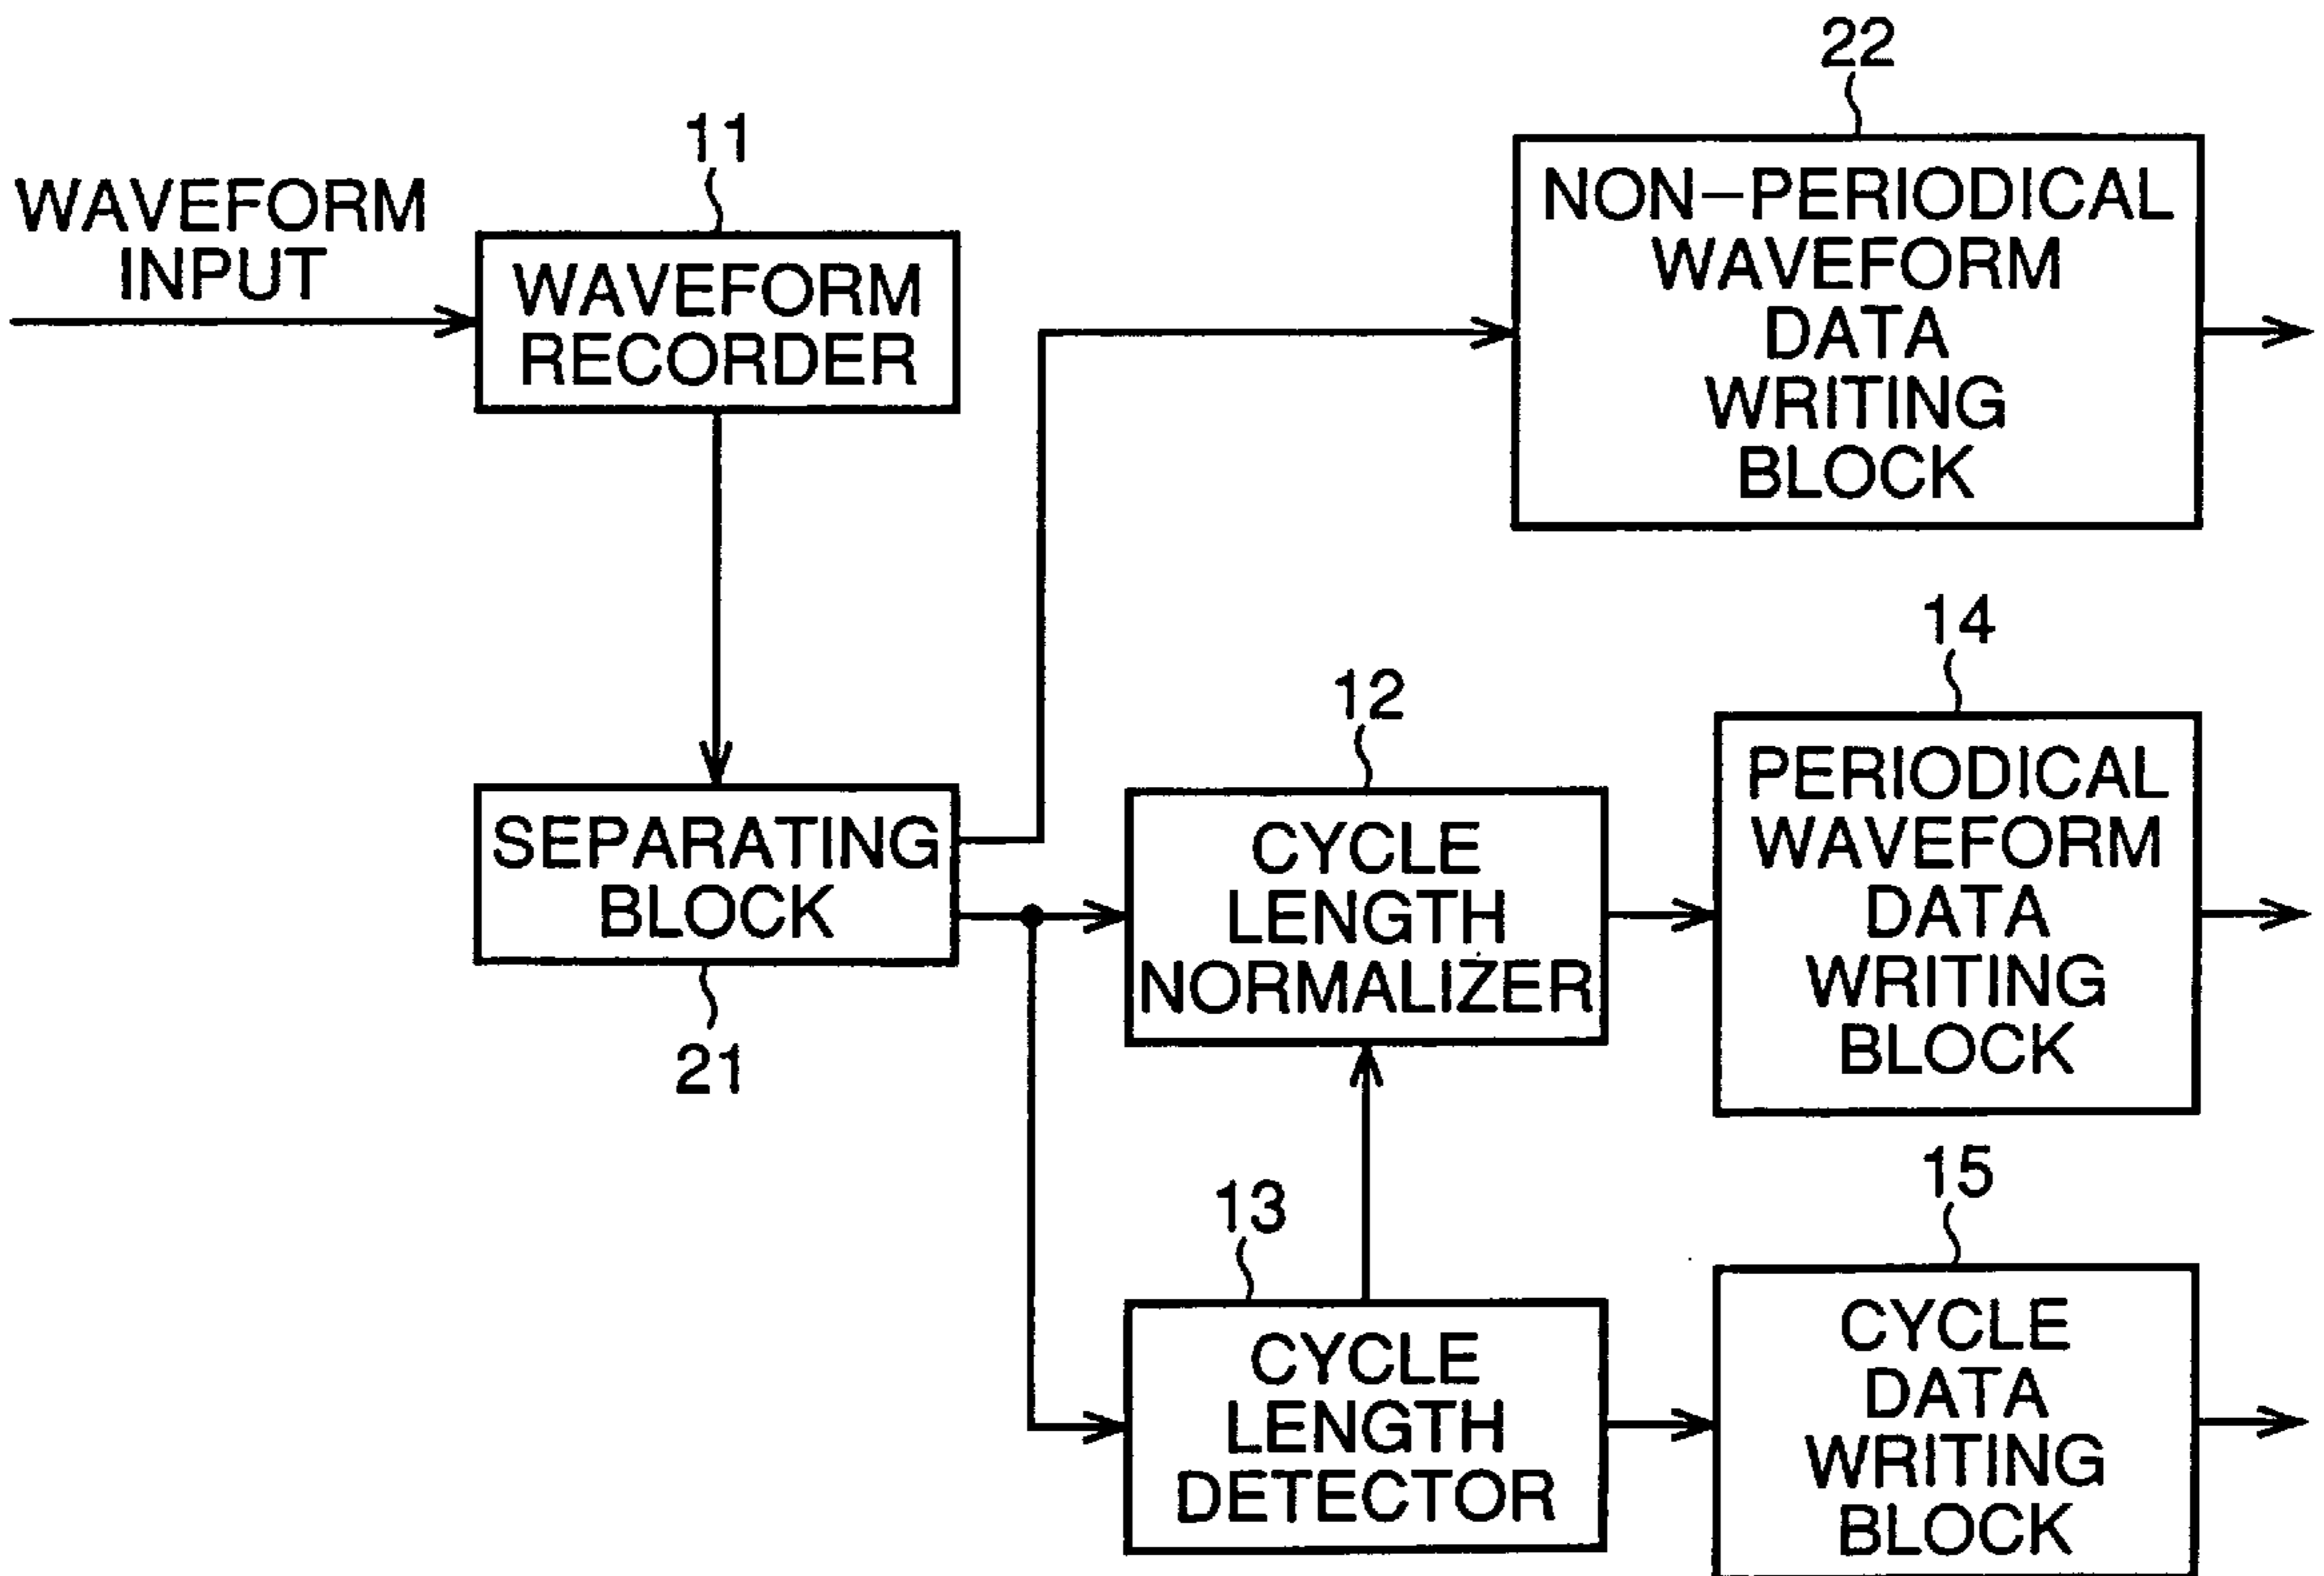 22
11
WAVEFORM
INPUT
WAVEFORM
RECORDER
NON-PERIODICAL
WAVEFORM
DATA
WRITING
BLOCK
14
12
SEPARATING
BLOCK
21
CYCLE
LENGTH
NORMALIZER
PERIODICAL
WAVEFORM
DATA
WRITING
BLOCK
13
15
CYCLE
LENGTH
DETECTOR
CYCLE
DATA
WRITING
BLOCK